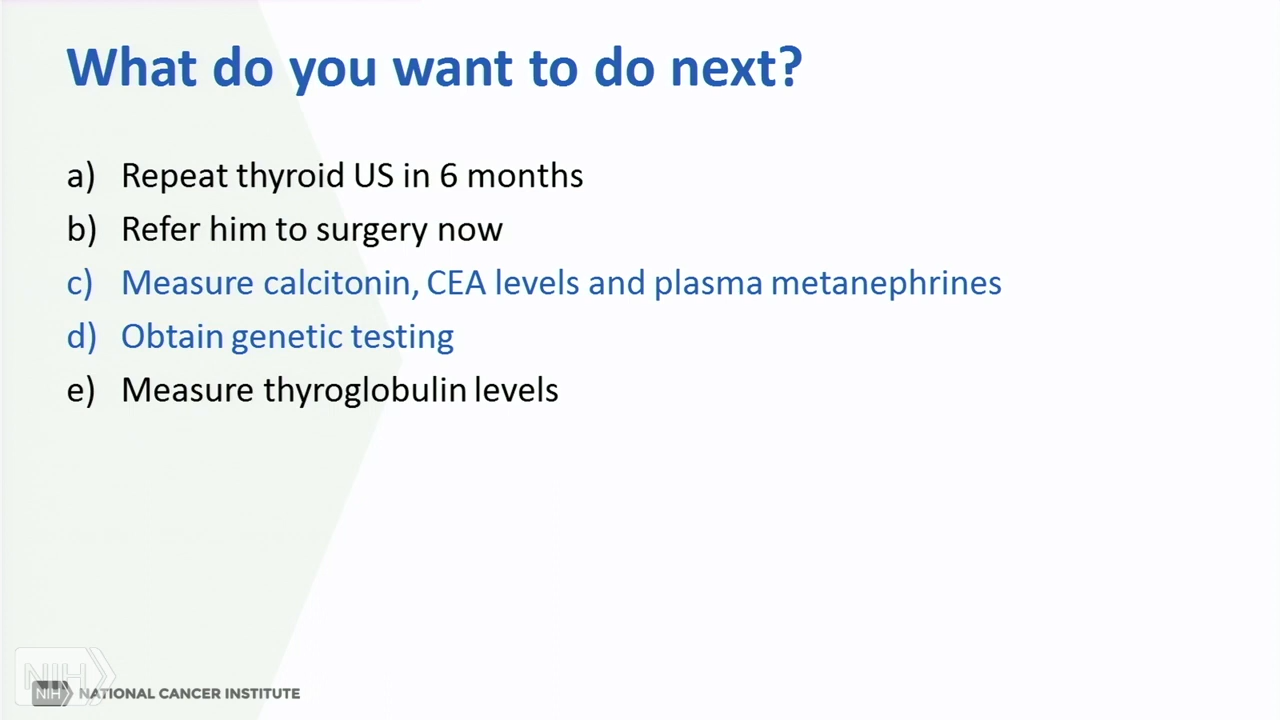 What do you want to do next?
a) Repeat thyroid US in 6 months
b) Refer him to surgery now
c) Measure calcitonin, CEA levels and plasma metanephrines
d) Obtain genetic testing
e) Measure thyroglobulin levels
NIH
NIH NATIONAL CANCER INSTITUTE